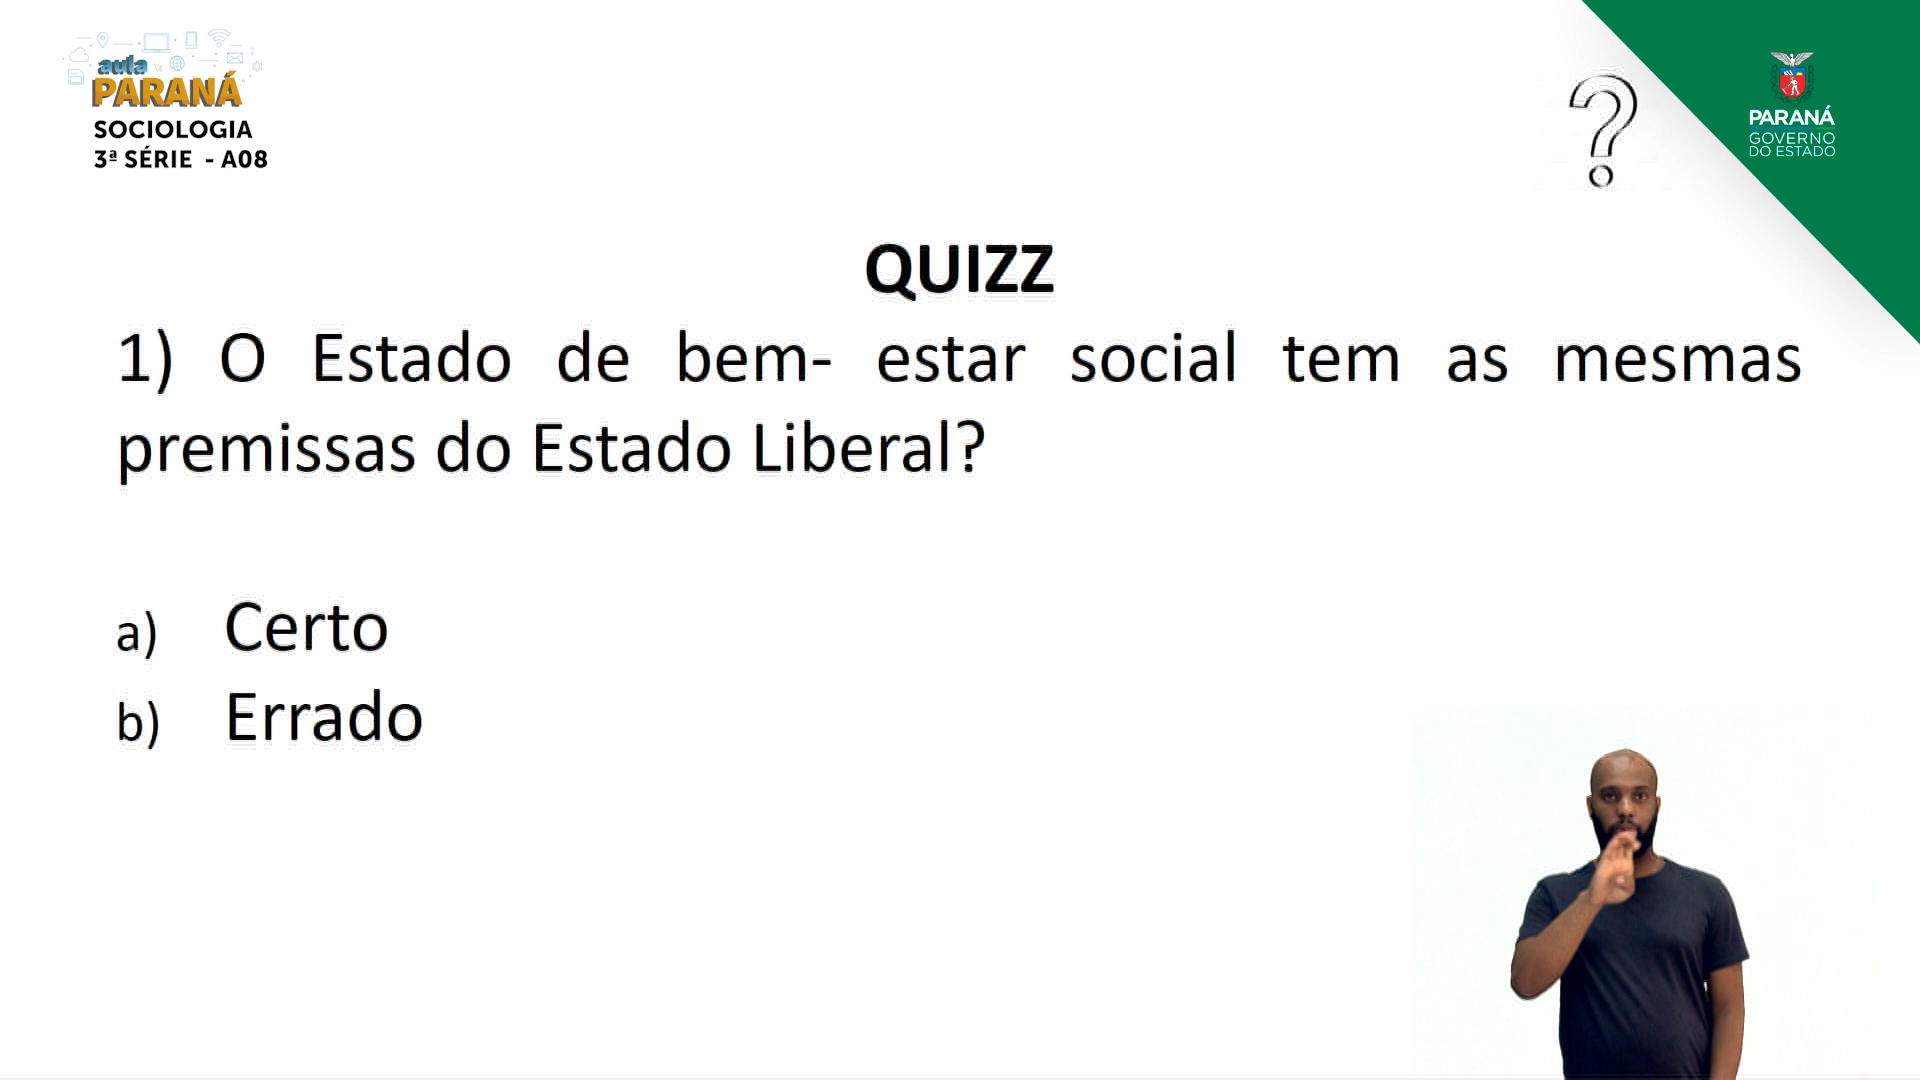 aula
PARANÁ
SOCIOLOGIA
3ª SÉRIE - A08
?
PARANÁ
GOVERNO
DO ESTADO
QUIZZ
1) O Estado de bem- estar social tem as mesmas
premissas do Estado Liberal?
a) Certo
b) Errado